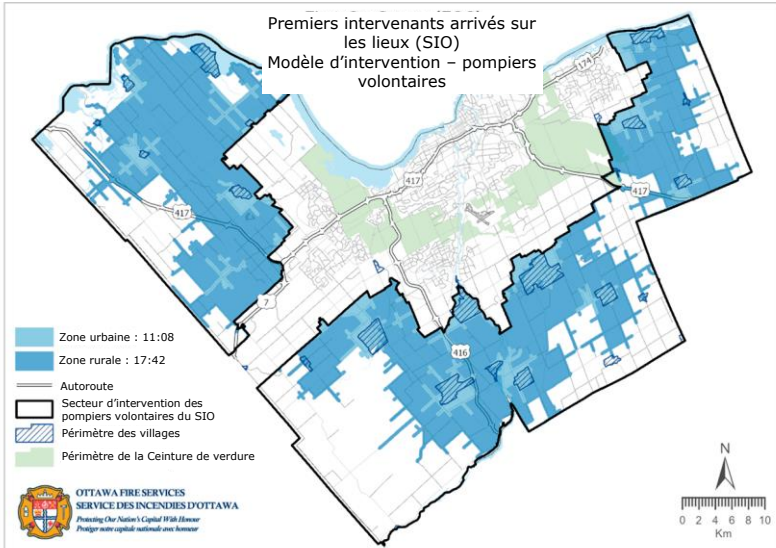 Premiers intervenants arrivés sur
les lieux (SIO)
Modèle d'intervention – pompiers
volontaires
174
417
417
417
7
416
Zone urbaine : 11:08
Zone rurale : 17:42
Autoroute
Secteur d'intervention des
pompiers volontaires du SIO
Périmètre des villages
Périmètre de la Ceinture de verdure
OTTAWA FIRE SERVICES
SERVICE DES INCENDIES D'OTTAWA
Protecting Our Nation's Capital With Honour
Protéger notre capitale nationale avec honneur
N
0 2 4 6 8 10
Km